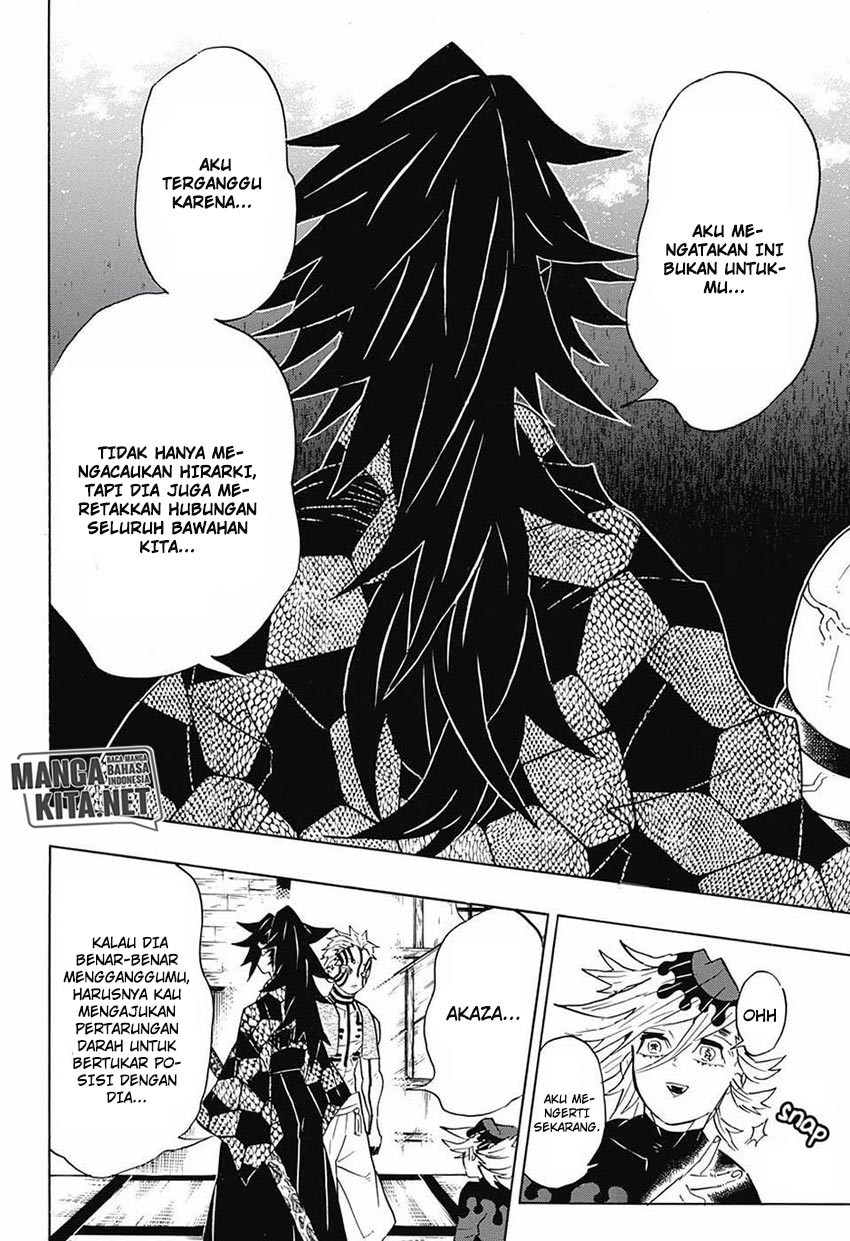 AKU ME-
NGATAKAN INI
BUKAN UNTUK-
MU...
AKU
TERGANGGU
KARENA...
TIDAK HANYA ME-
NGACAUKAN HIRARKI,
TAPI DIA JUGA ME-
RETAKKAN HUBUNGAN
SELURUH BAWAHAN
KITA...
MANGA
BACA MANGA
BAHASA
INDONESIA
KITA.NET
OHH
AKU ME-
NGERTI
SEKARANG.
SNAP
AKAZA...
KALAU DIA
BENAR-BENAR
MENGGANGGUMU,
HARUSNYA KAU
MENGAJUKAN
PERTARUNGAN
DARAH UNTUK
BERTUKAR PO-
SISI DENGAN
DIA...